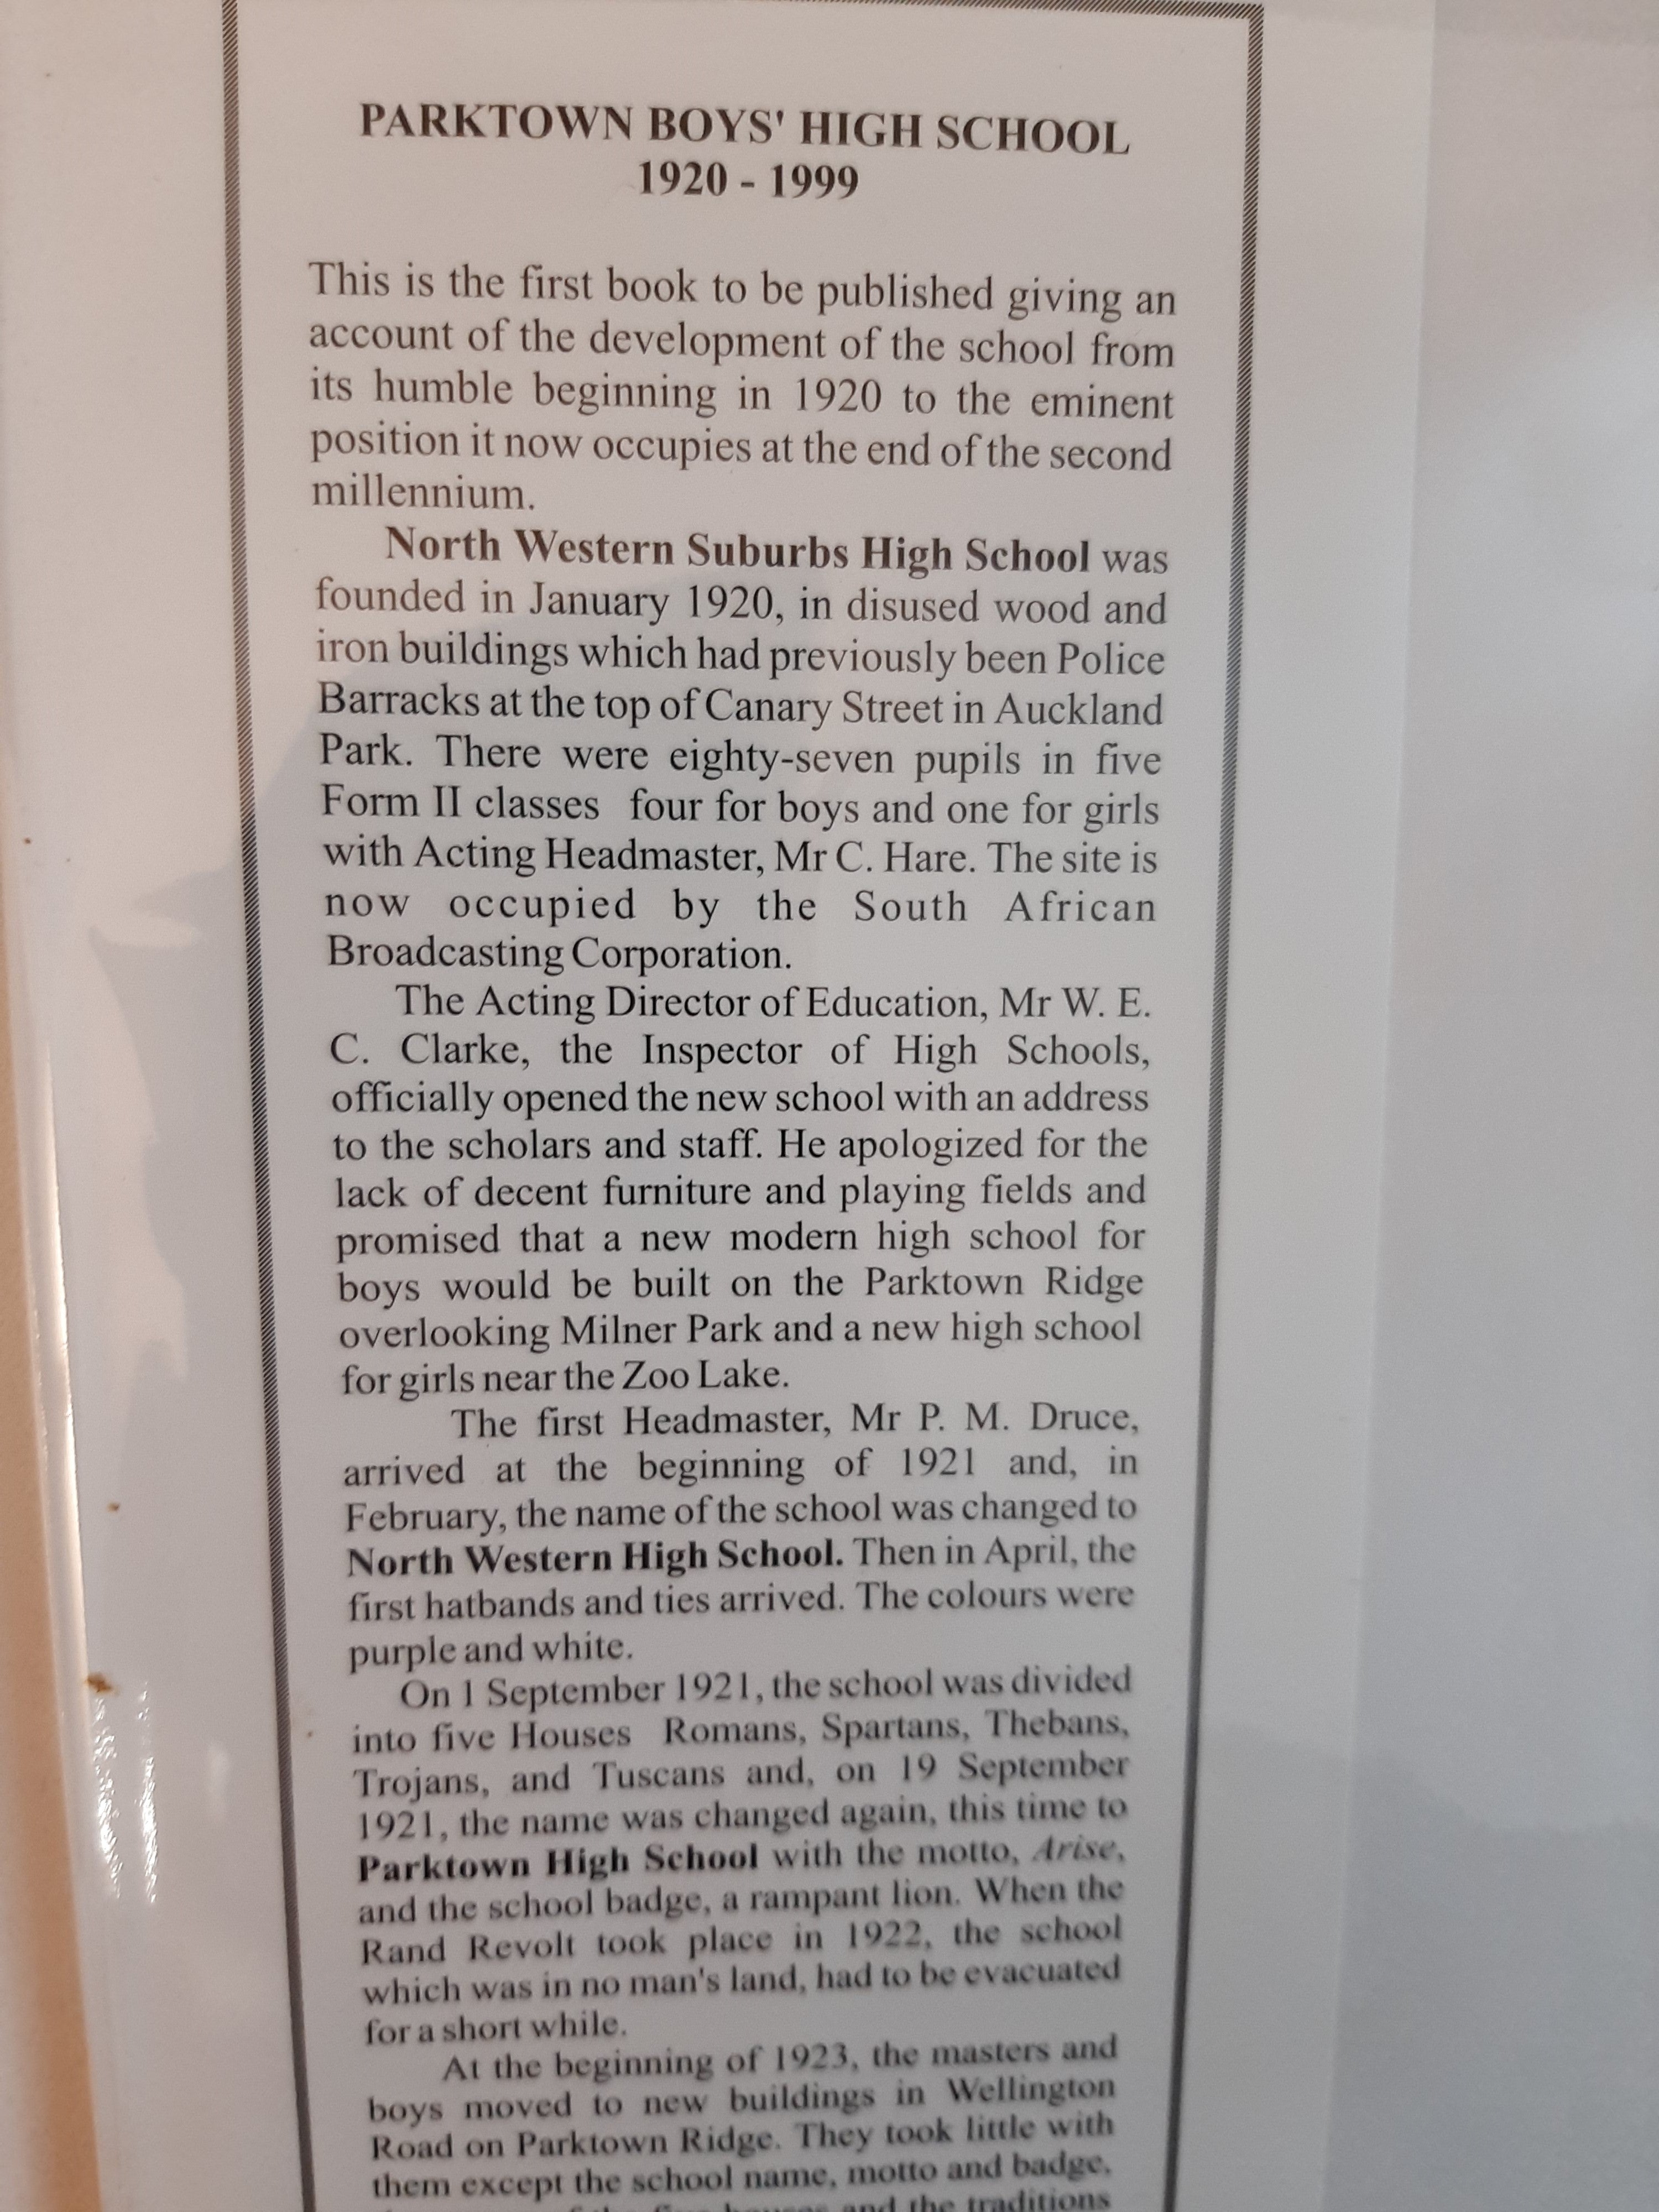 PARKTOWN BOYS' HIGH SCHOOL
1920 - 1999
This is the first book to be published giving an
account of the development of the school from
its humble beginning in 1920 to the eminent
position it now occupies at the end of the second
millennium.
North Western Suburbs High School was
founded in January 1920, in disused wood and
iron buildings which had previously been Police
Barracks at the top of Canary Street in Auckland
Park. There were eighty-seven pupils in five
Form II classes four for boys and one for girls
with Acting Headmaster, Mr C. Hare. The site is
now occupied by the South African
Broadcasting Corporation.
The Acting Director of Education, Mr W. E.
C. Clarke, the Inspector of High Schools,
officially opened the new school with an address
to the scholars and staff. He apologized for the
lack of decent furniture and playing fields and
promised that a new modern high school for
boys would be built on the Parktown Ridge
overlooking Milner Park and a new high school
for girls near the Zoo Lake.
The first Headmaster, Mr P. M. Druce,
arrived at the beginning of 1921 and, in
February, the name of the school was changed to
North Western High School. Then in April, the
first hatbands and ties arrived. The colours were
purple and white.
On 1 September 1921, the school was divided
into five Houses Romans, Spartans, Thebans,
Trojans, and Tuscans and, on 19 September
1921, the name was changed again, this time to
Parktown High School with the motto, Arise,
and the school badge, a rampant lion. When the
Rand Revolt took place in 1922, the school
which was in no man's land, had to be evacuated
for a short while.
At the beginning of 1923, the masters and
boys moved to new buildings in Wellington
Road on Parktown Ridge. They took little with
them except the school name, motto and badge,
of the five houses and the traditions